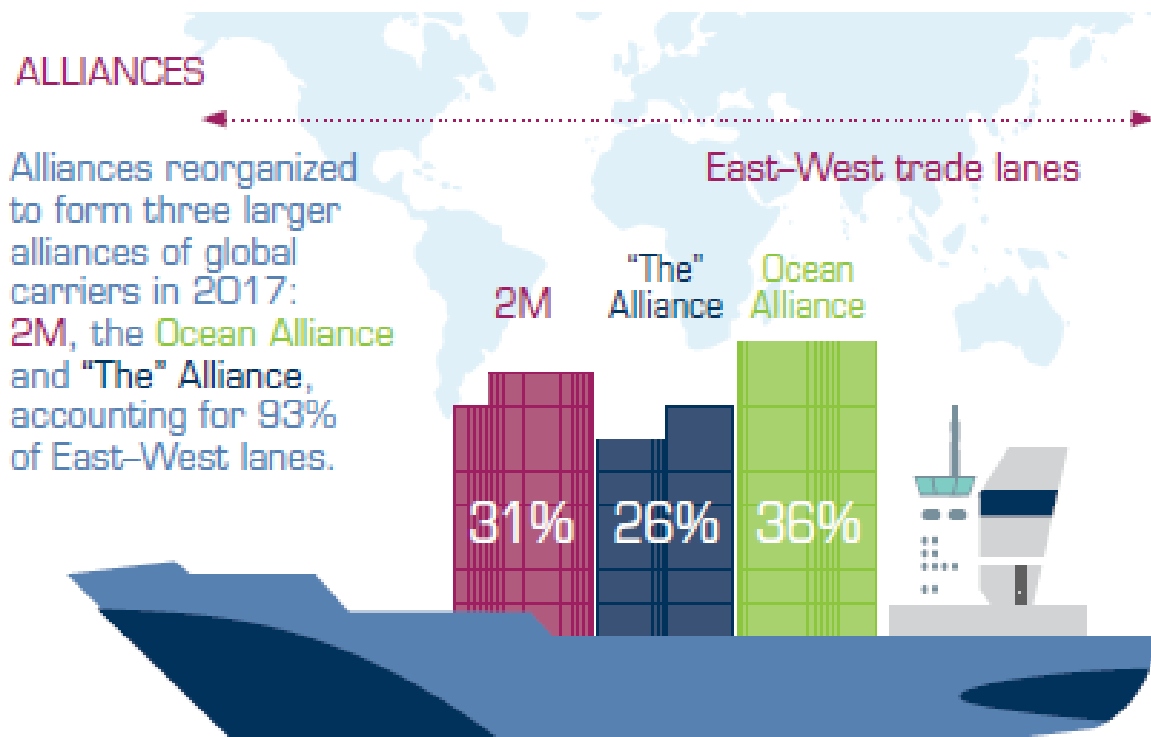 ALLIANCES
Alliances reorganized
to form three larger
alliances of global
carriers in 2017:
2M, the Ocean Alliance
and “The” Alliance,
accounting for 93%
of East–West lanes.
East–West trade lanes
2M
“The”
Alliance
Ocean
Alliance
31%
26%
36%